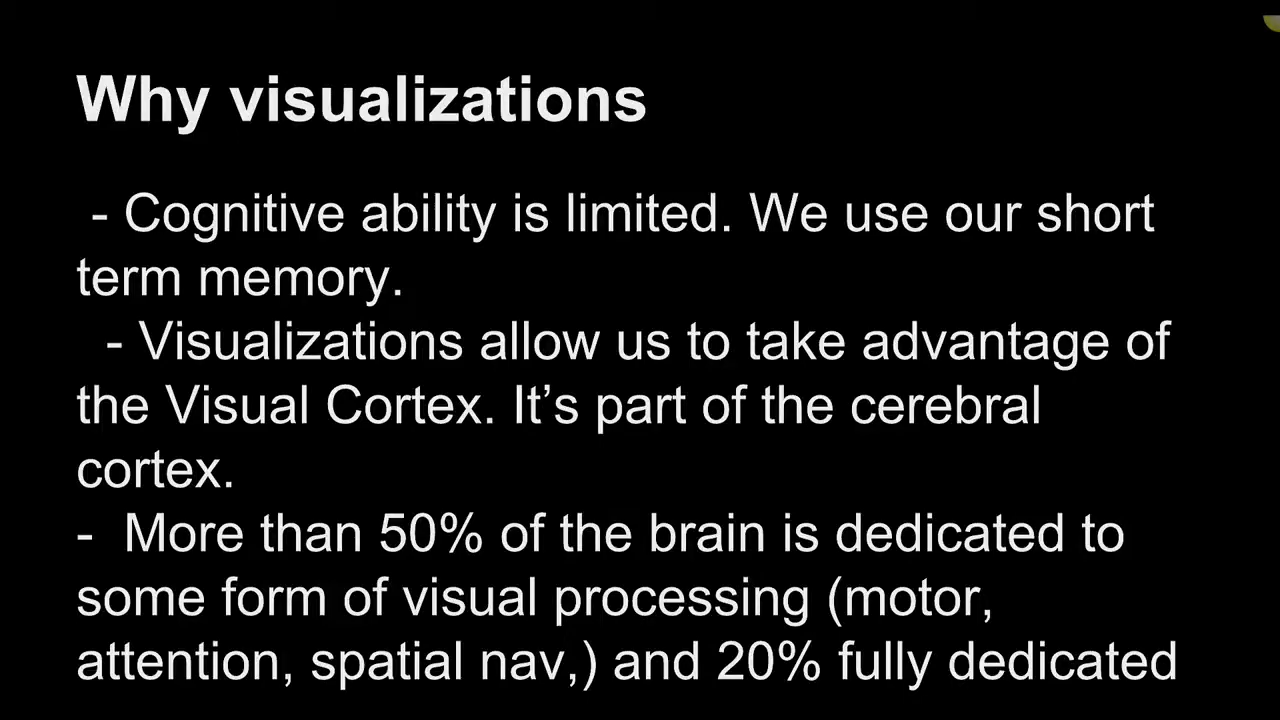 Why visualizations
- Cognitive ability is limited. We use our short
term memory.
- Visualizations allow us to take advantage of
the Visual Cortex. It’s part of the cerebral
cortex.
- More than 50% of the brain is dedicated to
some form of visual processing (motor,
attention, spatial nav,) and 20% fully dedicated